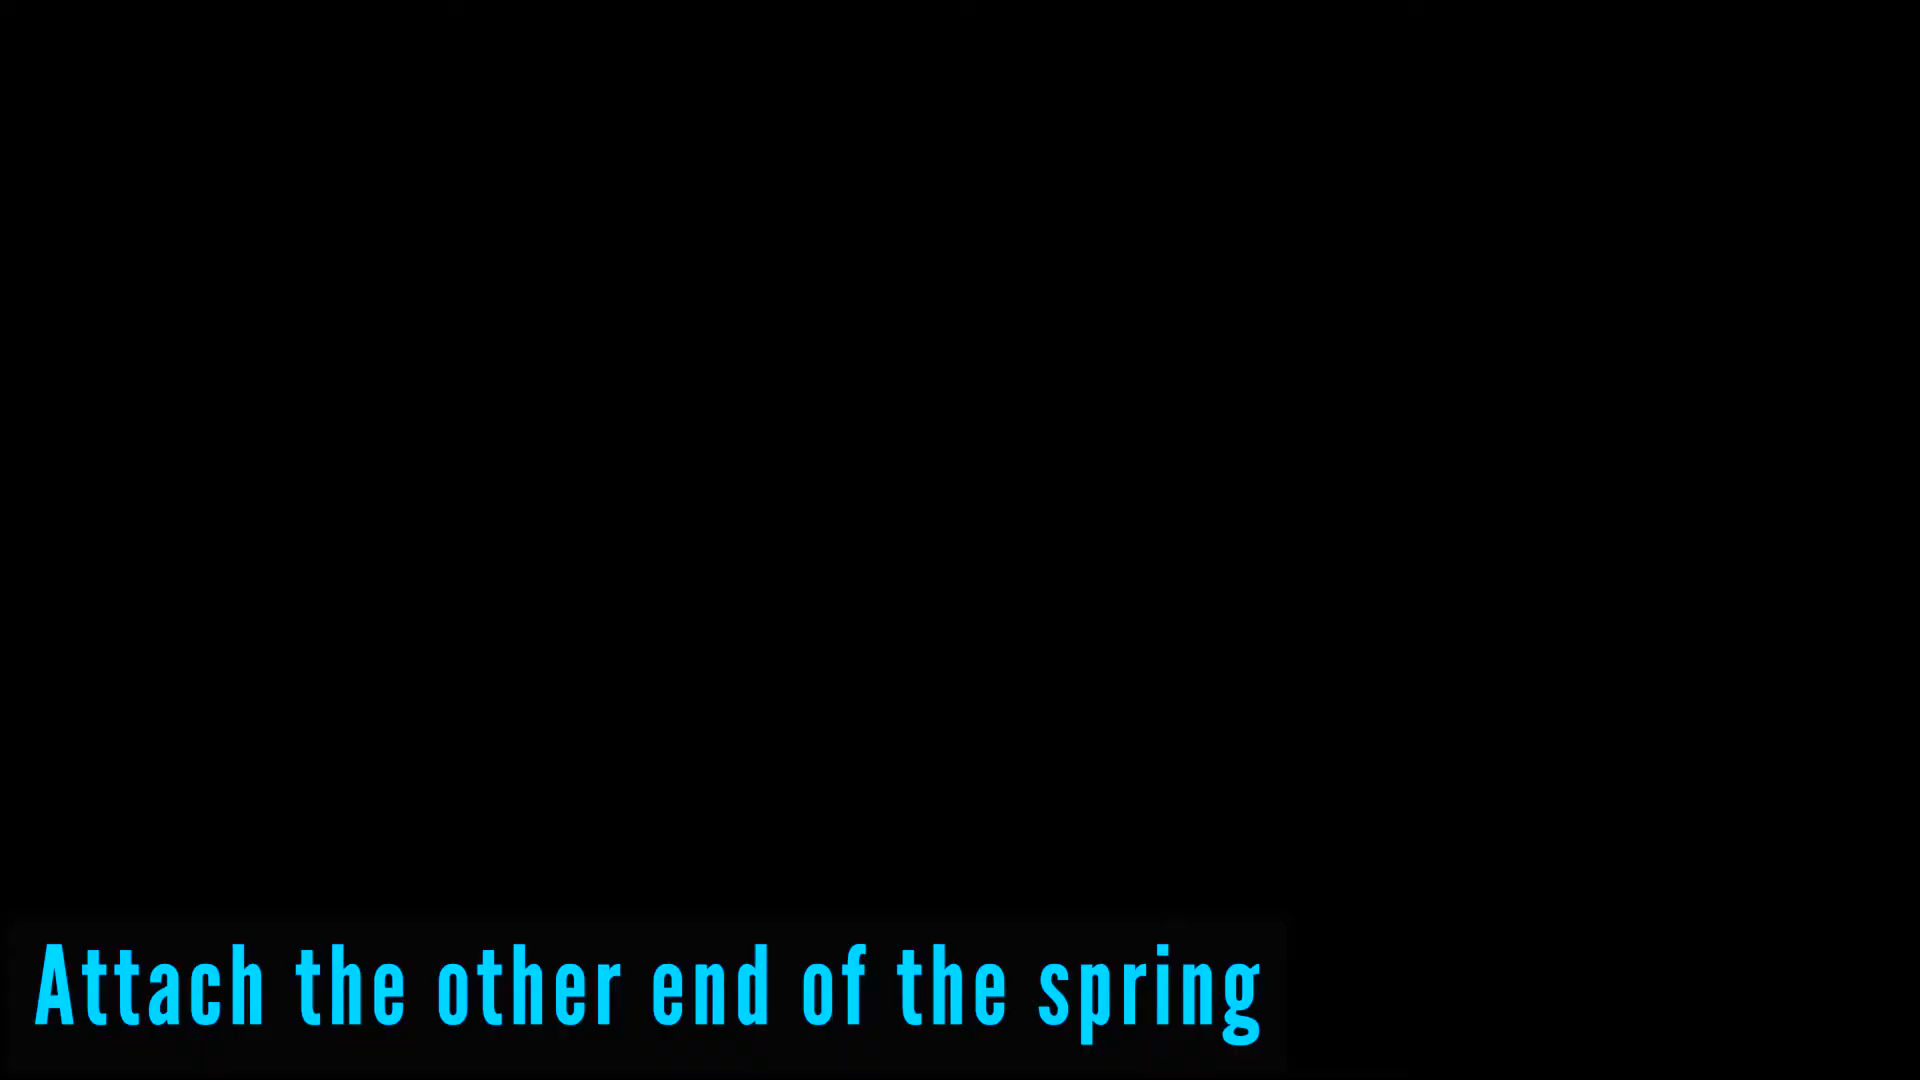 Attach the other end of the spring